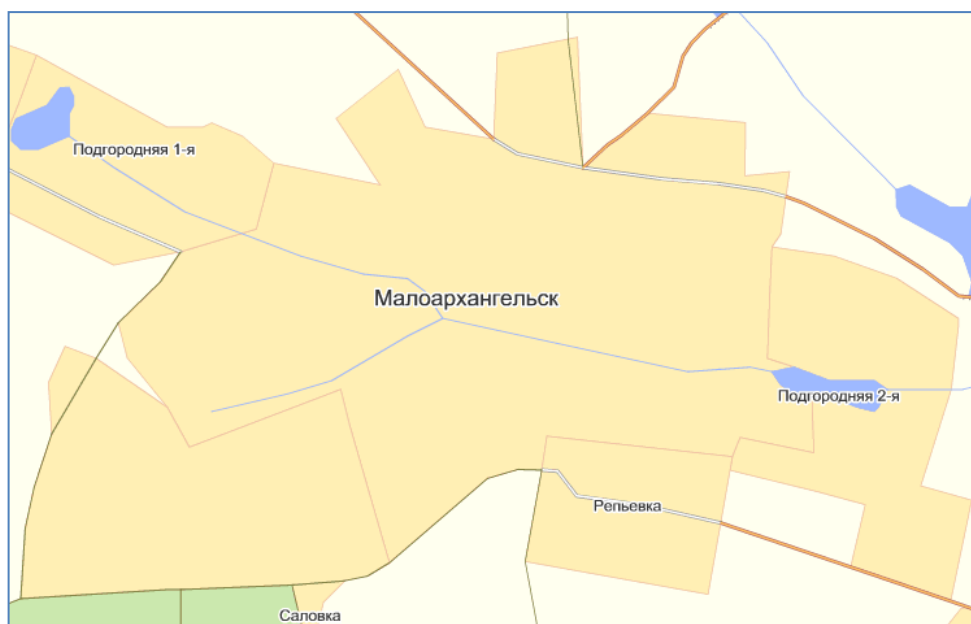 Подгородняя 1-я
Малоархангельск
Подгородняя 2-я
Репьевка
Саловка